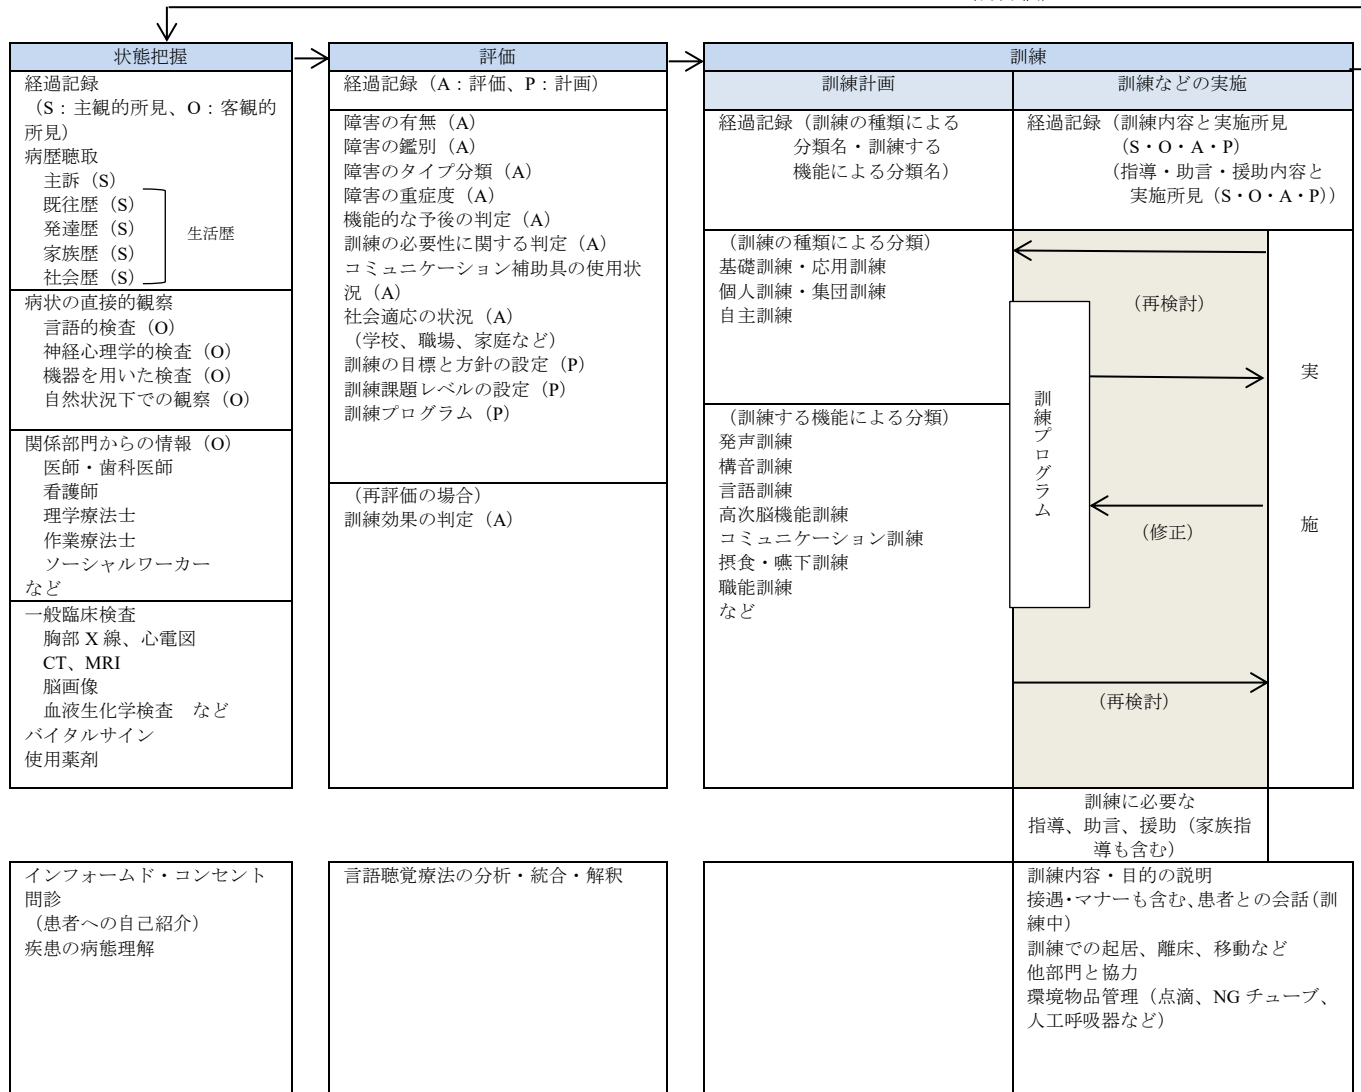 状態把握
経過記録
（S：主観的所見、O：客観的
所見）
病歴聴取
主訴（S）
既往歴（S）
発達歴（S）
家族歴（S）
社会歴（S）
生活歴
病状の直接的観察
言語的検査（O）
神経心理学的検査（O）
機器を用いた検査（O）
自然状況下での観察（O）
関係部門からの情報（O）
医師・歯科医師
看護師
理学療法士
作業療法士
ソーシャルワーカー
など
一般臨床検査
胸部 X 線、心電図
CT、MRI
脳画像
血液生化学検査　など
バイタルサイン
使用薬剤
評価
経過記録（A：評価、P：計画）
障害の有無（A）
障害の鑑別（A）
障害のタイプ分類（A）
障害の重症度（A）
機能的な予後の判定（A）
訓練の必要性に関する判定（A）
コミュニケーション補助具の使用状
況（A）
社会適応の状況（A）
（学校、職場、家庭など）
訓練の目標と方針の設定（P）
訓練課題レベルの設定（P）
訓練プログラム（P）
（再評価の場合）
訓練効果の判定（A）
訓練
訓練計画
経過記録（訓練の種類による
分類名・訓練する
機能による分類名）
（訓練の種類による分類）
基礎訓練・応用訓練
個人訓練・集団訓練
自主訓練
（訓練する機能による分類）
発声訓練
構音訓練
言語訓練
高次脳機能訓練
コミュニケーション訓練
摂食・嚥下訓練
職能訓練
など
訓練などの実施
経過記録（訓練内容と実施所見
（S・O・A・P）
（指導・助言・援助内容と
実施所見（S・O・A・P））
（再検討）
訓練プログラム
（修正）
（再検討）
実
施
訓練に必要な
指導、助言、援助（家族指
導も含む）
インフォームド・コンセント
問診
（患者への自己紹介）
疾患の病態理解
言語聴覚療法の分析・統合・解釈
訓練内容・目的の説明
接遇・マナーも含む、患者との会話（訓
練中）
訓練での起居、離床、移動など
他部門と協力
環境物品管理（点滴、NG チューブ、
人工呼吸器など）